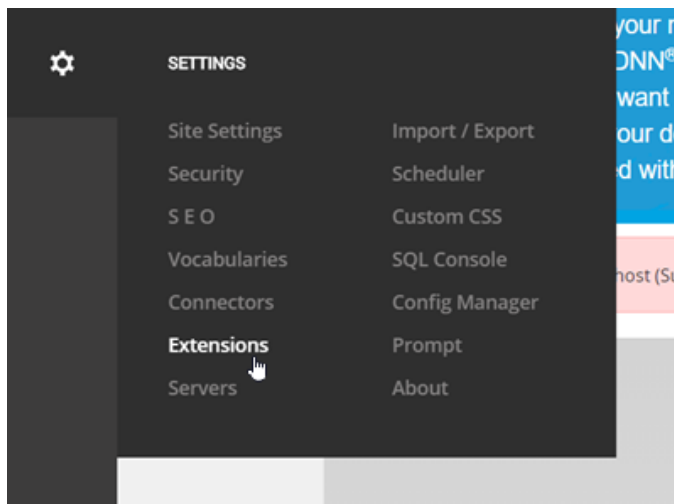 SETTINGS
Site Settings
Security
S E O
Vocabularies
Connectors
Extensions
Servers
Import / Export
Scheduler
Custom CSS
SQL Console
Config Manager
Prompt
About
your
DNN®
want
our
host (Su